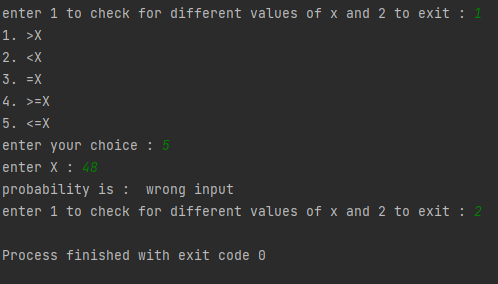 enter 1 to check for different values of x and 2 to exit : 1
1. >X
2. <X
3. =X
4. >=X
5. <=X
enter your choice : 5
enter X : 48
probability is :  wrong input
enter 1 to check for different values of x and 2 to exit : 2
Process finished with exit code 0